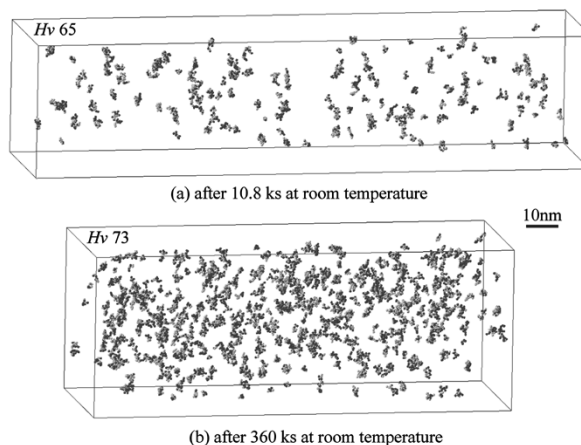 Hv 65
(a) after 10.8 ks at room temperature
10nm
Hv 73
(b) after 360 ks at room temperature